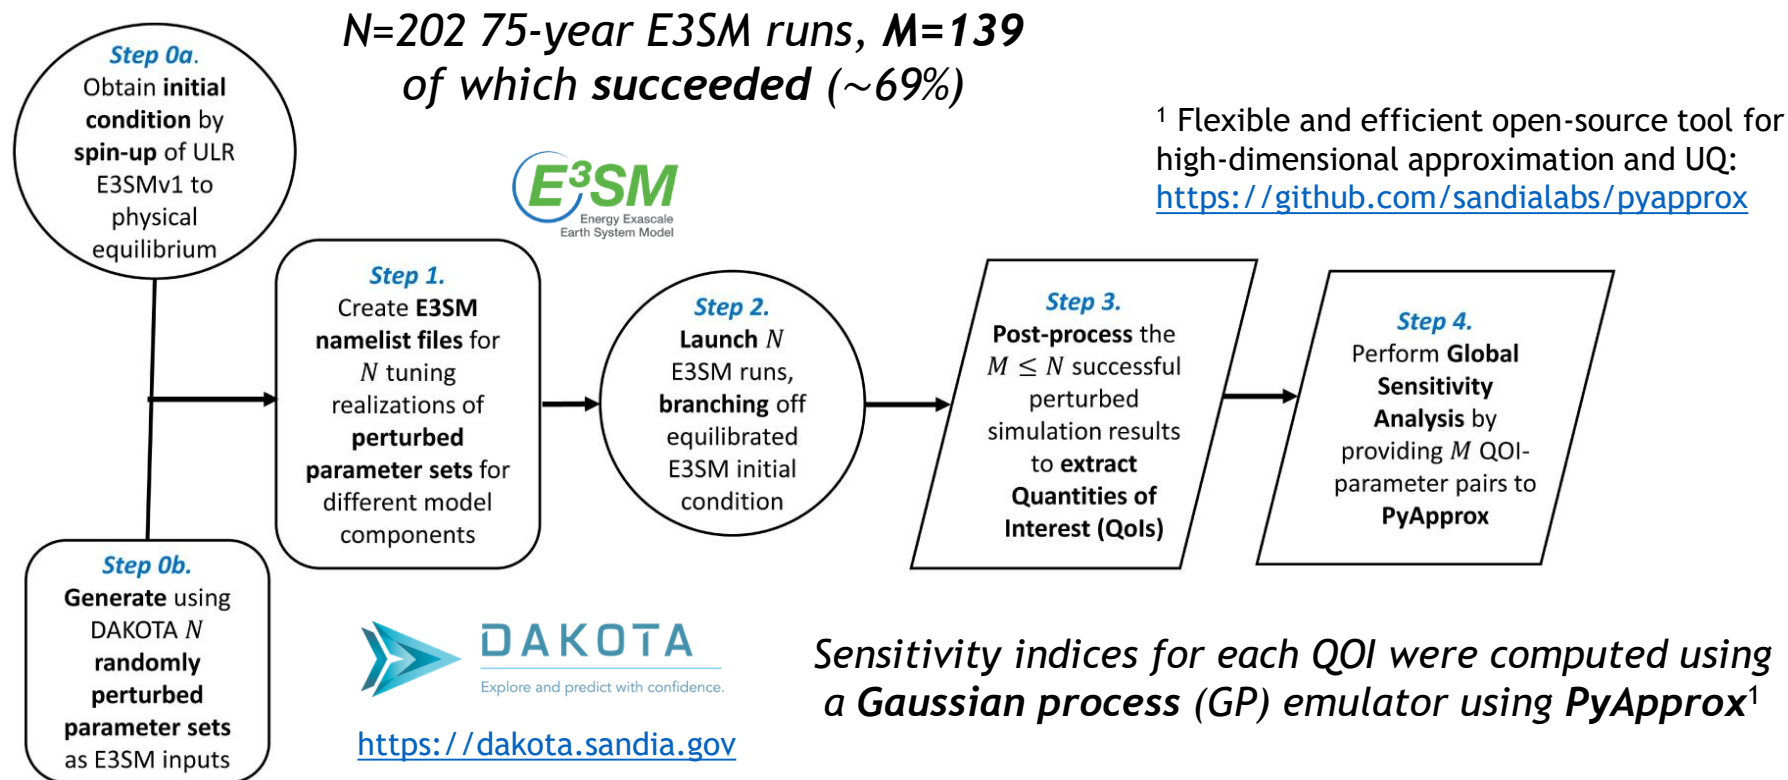 N=202 75-year E3SM runs, M=139
of which succeeded (~69%)
Step 0a.
Obtain initial
condition by
spin-up of ULR
E3SMv1 to
physical
equilibrium
E³SM
Energy Exascale
Earth System Model
¹ Flexible and efficient open-source tool for
high-dimensional approximation and UQ:
https://github.com/sandialabs/pyapprox
Step 1.
Create E3SM
namelist files for
N tuning
realizations of
perturbed
parameter sets for
different model
components
Step 2.
Launch N
E3SM runs,
branching off
equilibrated
E3SM initial
condition
Step 3.
Post-process the
M ≤ N successful
perturbed
simulation results
to extract
Quantities of
Interest (QoIs)
Step 4.
Perform Global
Sensitivity
Analysis by
providing M QOI-
parameter pairs to
PyApprox
Step 0b.
Generate using
DAKOTA N
randomly
perturbed
parameter sets
as E3SM inputs
DAKOTA
Explore and predict with confidence.
https://dakota.sandia.gov
Sensitivity indices for each QOI were computed using
a Gaussian process (GP) emulator using PyApprox¹